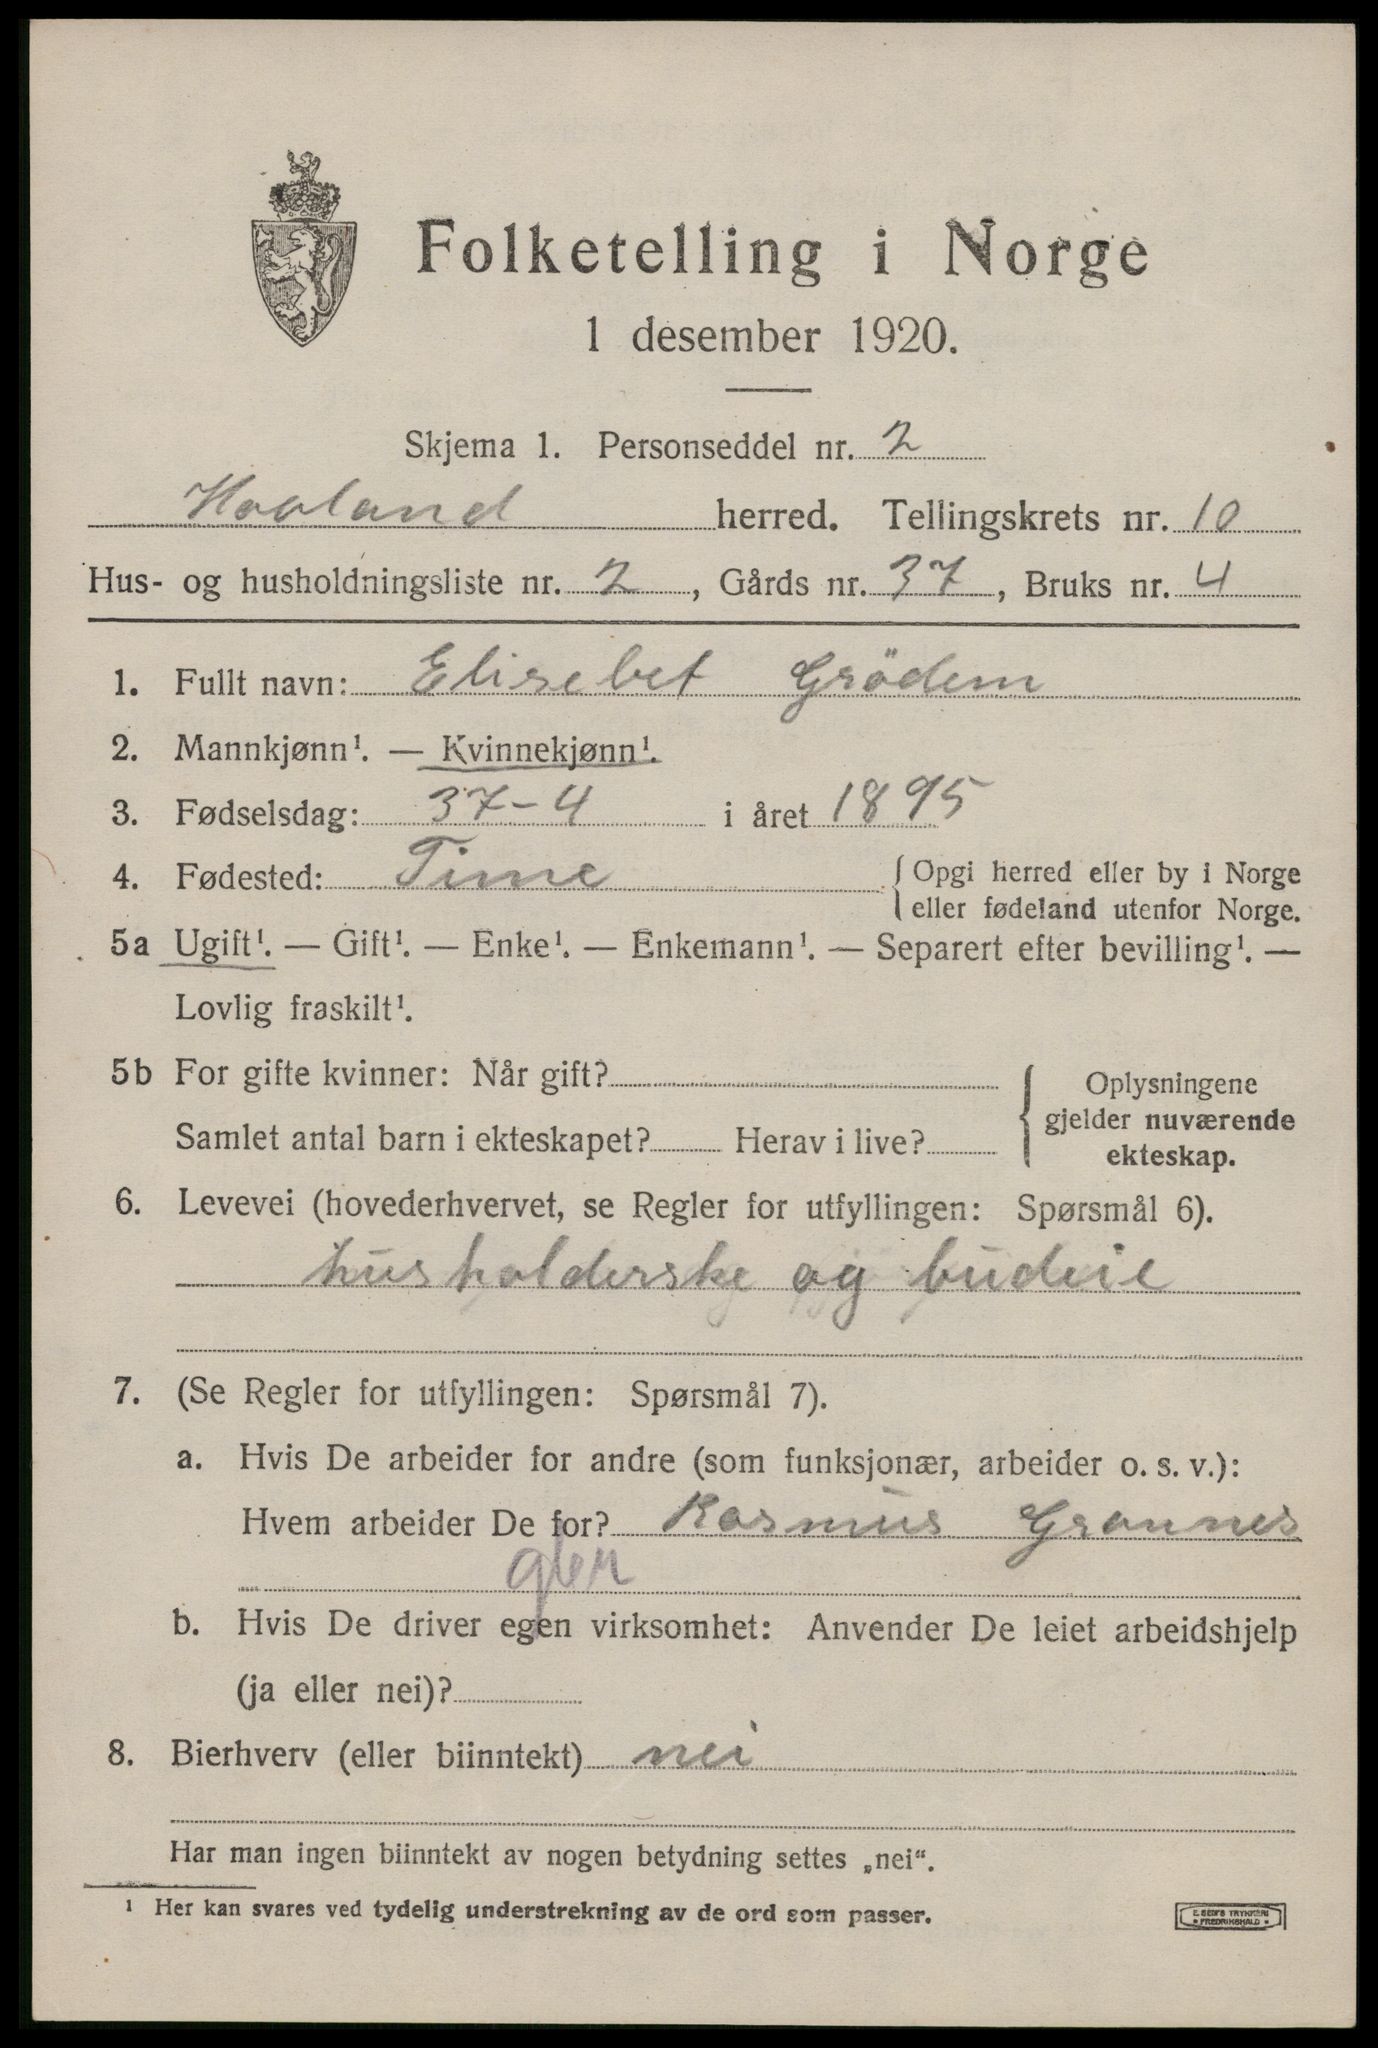 Folketelling i Norge
1 desember 1920.
Skjema 1. Personseddel nr. 2
Haaland herred. Tellingskrets nr. 10
Hus- og husholdningsliste nr. 2, Gårds nr. 37, Bruks nr. 4
1. Fullt navn: Elisebet Grödem
2. Mannkjønn¹. — Kvinnekjønn¹.
3. Fødselsdag: 37-4 i året 1895
4. Fødested: Time { Opgi herred eller by i Norge
eller fødeland utenfor Norge.
5a Ugift¹. — Gift¹. — Enke¹. — Enkemann¹. — Separert efter bevilling¹. —
Lovlig fraskilt¹.
5b For gifte kvinner: Når gift?
Samlet antal barn i ekteskapet? Herav i live?
{ Oplysningene
gjelder nuværende
ekteskap.
6. Levevei (hovederhvervet, se Regler for utfyllingen: Spørsmål 6).
husholderske og budeie
7. (Se Regler for utfyllingen: Spørsmål 7).
a. Hvis De arbeider for andre (som funksjonær, arbeider o. s. v.):
Hvem arbeider De for? Rasmus Grannes
b. Hvis De driver egen virksomhet: Anvender De leiet arbeidshjelp
(ja eller nei)?
8. Bierhverv (eller biinntekt) nei
Har man ingen biinntekt av nogen betydning settes „nei“.
¹ Her kan svares ved tydelig understrekning av de ord som passer.
E. SEM'S TRYKKERI
* FREDRIKSHALD *